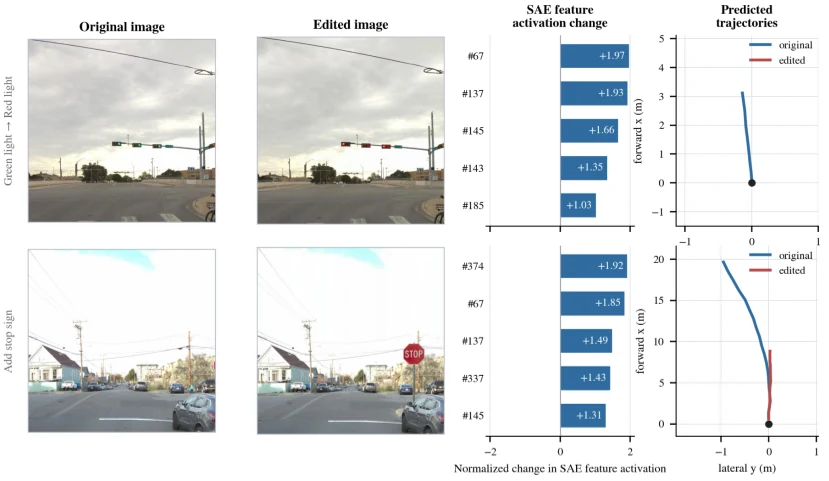 Original image
Edited image
SAE feature
activation change
Predicted
trajectories
Green light → Red light
#67
#137
#145
#143
#185
+1.97
+1.93
+1.66
+1.35
+1.03
forward x (m)
5
4
3
2
1
0
−1
−1
0
1
original
edited
Add stop sign
STOP
#374
#67
#137
#337
#145
+1.92
+1.85
+1.49
+1.43
+1.31
−2
0
2
Normalized change in SAE feature activation
forward x (m)
20
15
10
5
0
original
edited
−1
0
1
lateral y (m)